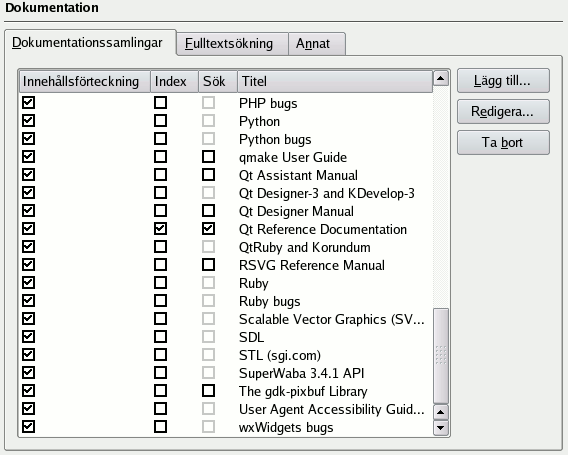 Dokumentation
Dokumentationssamlingar Fulltextsökning Annat
Innehållsförteckning Index Sök Titel
PHP bugs
Python
Python bugs
qmake User Guide
Qt Assistant Manual
Qt Designer-3 and KDevelop-3
Qt Designer Manual
Qt Reference Documentation
QtRuby and Korundum
RSVG Reference Manual
Ruby
Ruby bugs
Scalable Vector Graphics (SV...
SDL
STL (sgi.com)
SuperWaba 3.4.1 API
The gdk-pixbuf Library
User Agent Accessibility Guid...
wxWidgets bugs
Lägg till...
Redigera...
Ta bort